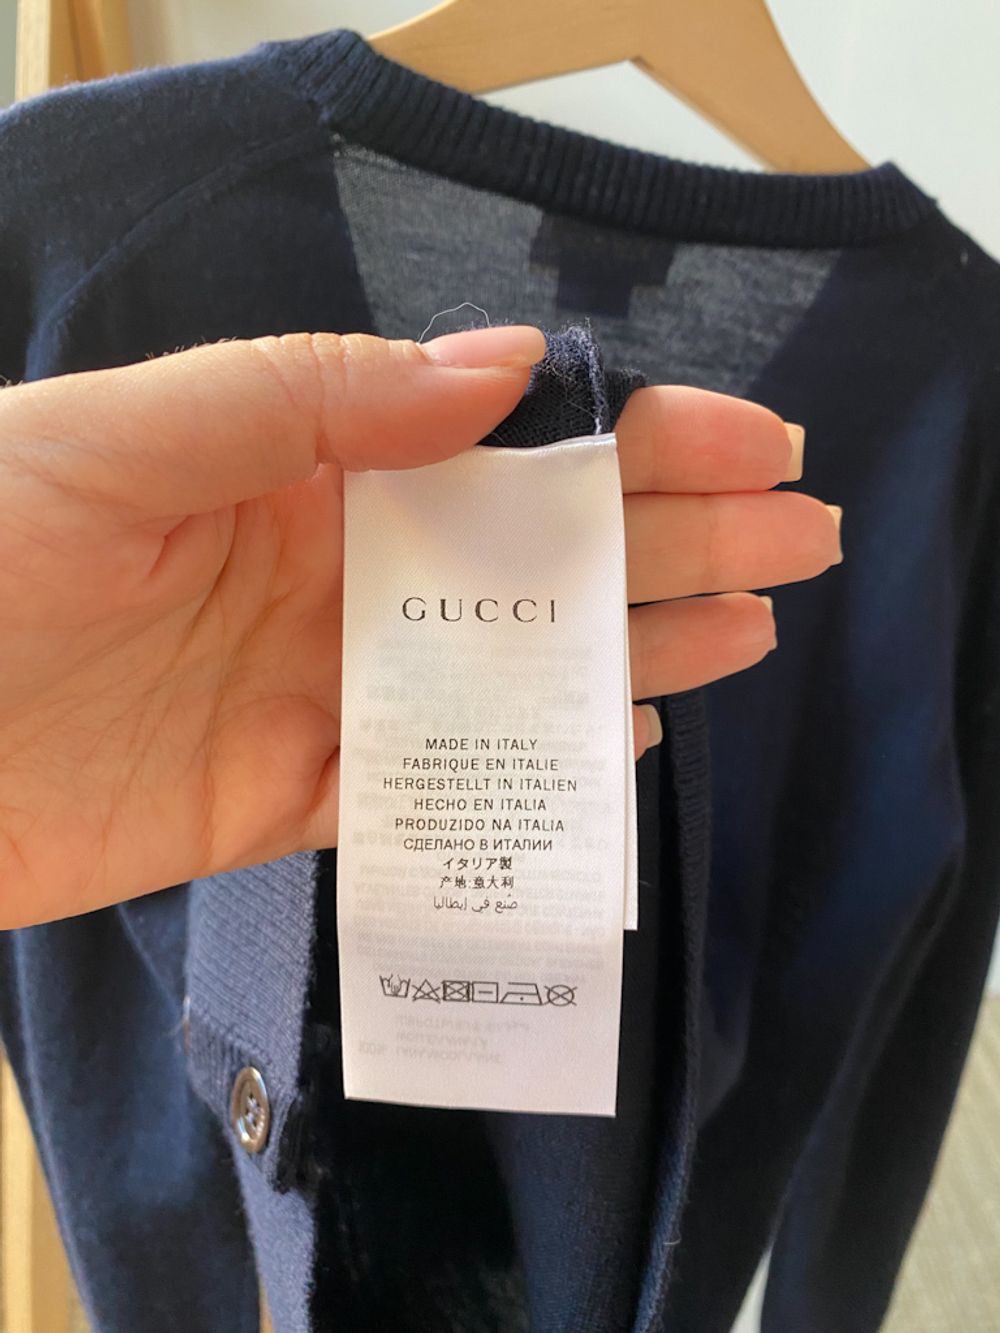 GUCCI
MADE IN ITALY
FABRIQUE EN ITALIE
HERGESTELLT IN ITALIEN
HECHO EN ITALIA
PRODUZIDO NA ITALIA
СДЕЛАНО В ИТАЛИИ
イタリア製
产地:意大利
صنع في إيطاليا